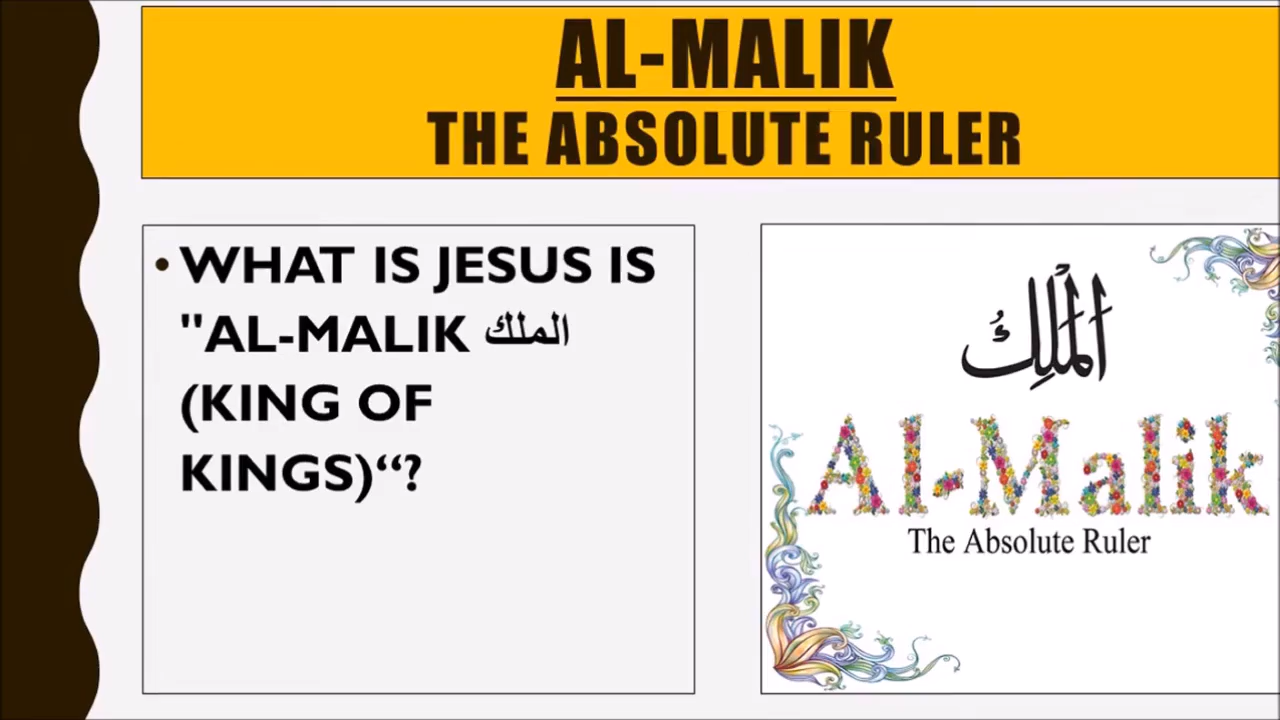 AL-MALIK
THE ABSOLUTE RULER
• WHAT IS JESUS IS
"AL-MALIK الملك
(KING OF
KINGS)“?
الْمَلِكُ
Al-Malik
The Absolute Ruler